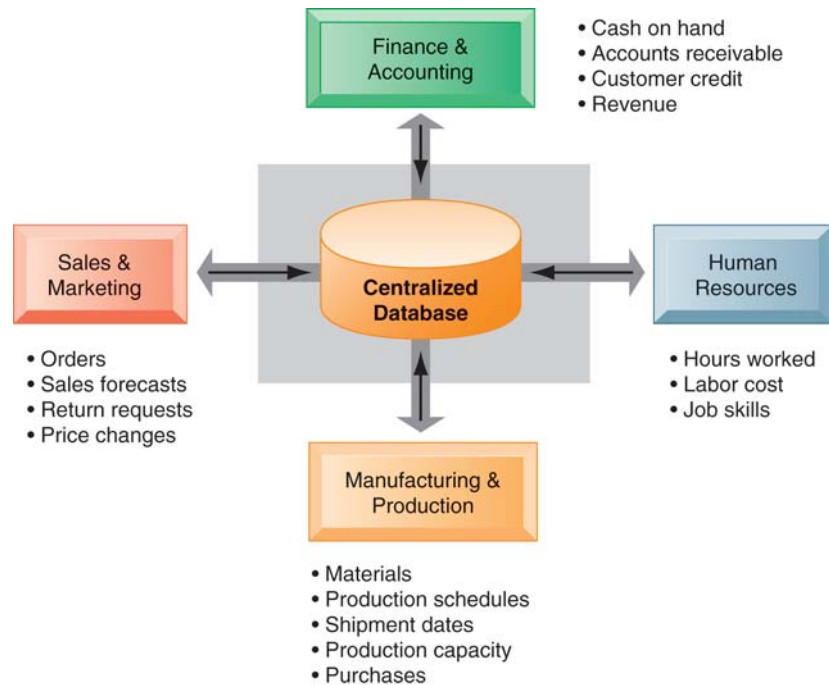 Finance &
Accounting
• Cash on hand
• Accounts receivable
• Customer credit
• Revenue
Sales &
Marketing
• Orders
• Sales forecasts
• Return requests
• Price changes
Centralized
Database
Human
Resources
• Hours worked
• Labor cost
• Job skills
Manufacturing &
Production
• Materials
• Production schedules
• Shipment dates
• Production capacity
• Purchases